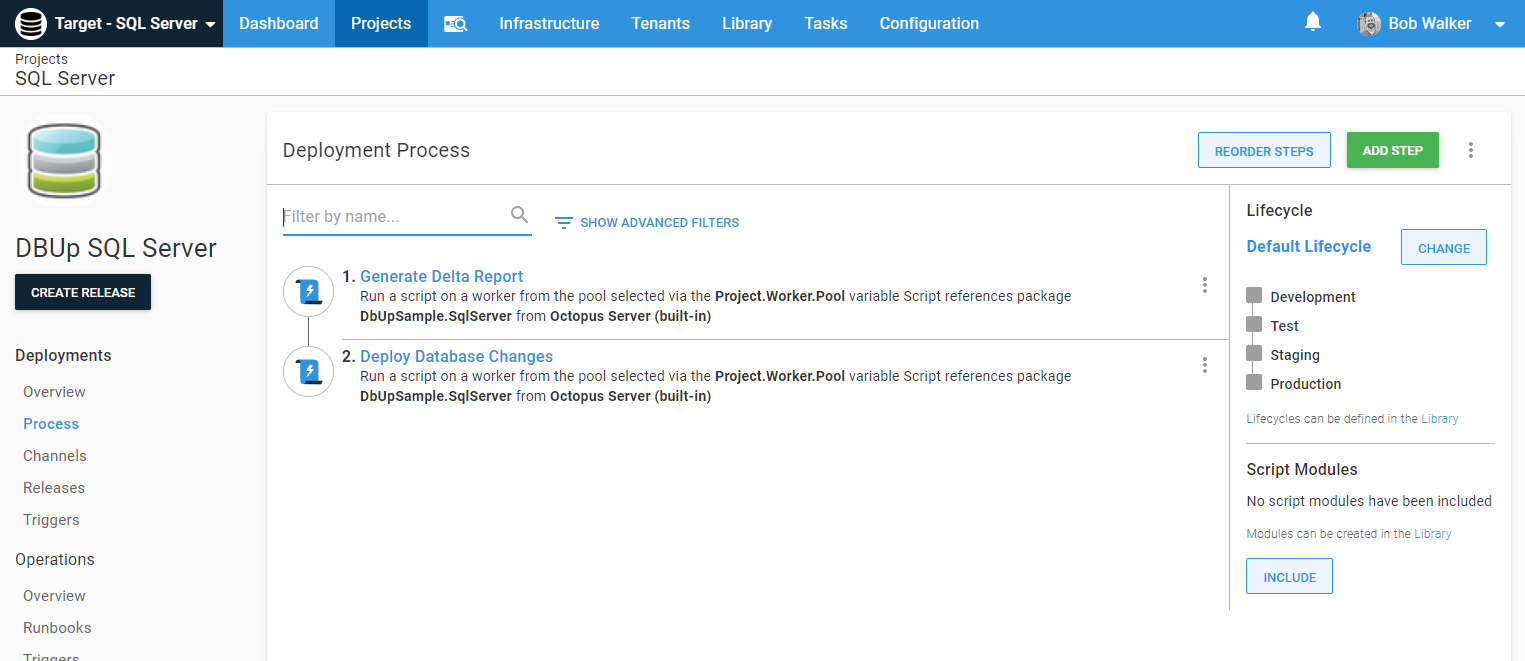 Target - SQL Server
Dashboard
Projects
Infrastructure
Tenants
Library
Tasks
Configuration
Bob Walker
Projects
SQL Server
DBUp SQL Server
CREATE RELEASE
Deployments
Overview
Process
Channels
Releases
Triggers
Operations
Overview
Runbooks
Triggers
Deployment Process
REORDER STEPS
ADD STEP
Filter by name...
SHOW ADVANCED FILTERS
1. Generate Delta Report
Run a script on a worker from the pool selected via the Project.Worker.Pool variable Script references package
DbUpSample.SqlServer from Octopus Server (built-in)
2. Deploy Database Changes
Run a script on a worker from the pool selected via the Project.Worker.Pool variable Script references package
DbUpSample.SqlServer from Octopus Server (built-in)
Lifecycle
Default Lifecycle
CHANGE
Development
Test
Staging
Production
Lifecycles can be defined in the Library
Script Modules
No script modules have been included
Modules can be created in the Library
INCLUDE